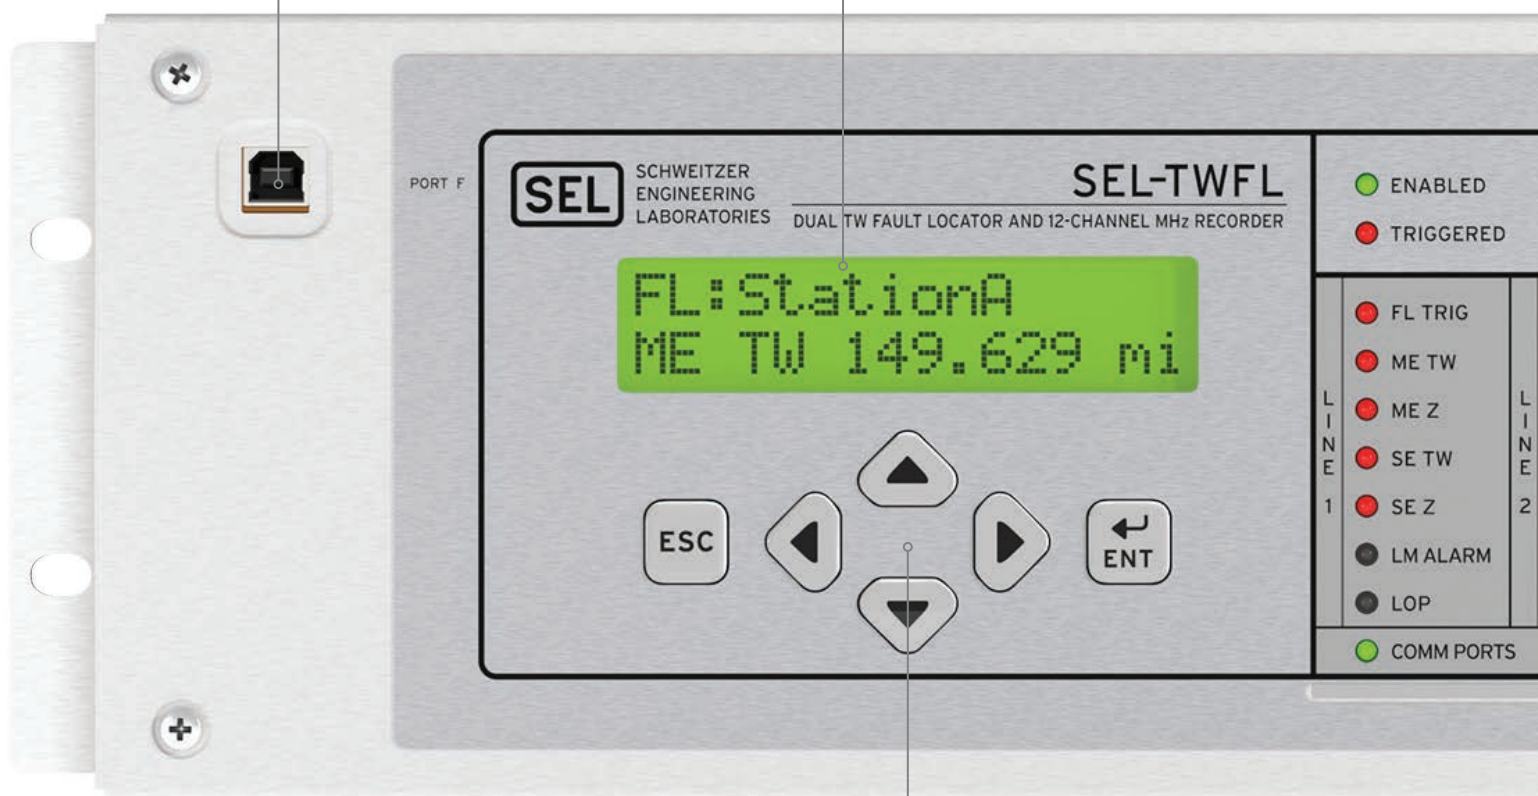 PORT F
SEL
SCHWEITZER
ENGINEERING
LABORATORIES
SEL-TWFL
DUAL TW FAULT LOCATOR AND 12-CHANNEL MHz RECORDER
FL:StationA
ME TW 149.629 mi
ESC
ENT
ENABLED
TRIGGERED
LINE 1
FL TRIG
ME TW
ME Z
SE TW
SE Z
LM ALARM
LOP
LINE 2
COMM PORTS